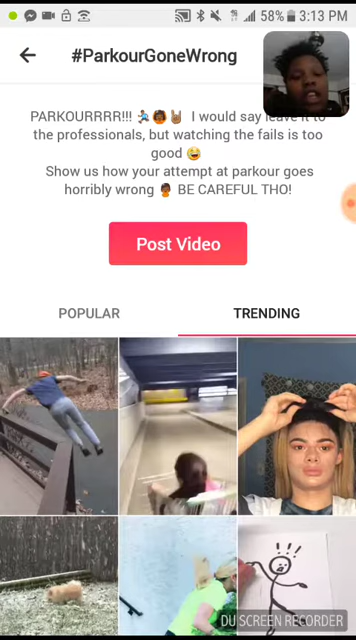 58% 3:13 PM
#ParkourGoneWrong
PARKOURRRR!!! 🏃🏻🙆🏾🤘🏽 I would say leave it to
the professionals, but watching the fails is too
good 😂
Show us how your attempt at parkour goes
horribly wrong 🤦🏾 BE CAREFUL THO!
Post Video
POPULAR
TRENDING
!!!
DU SCREEN RECORDER